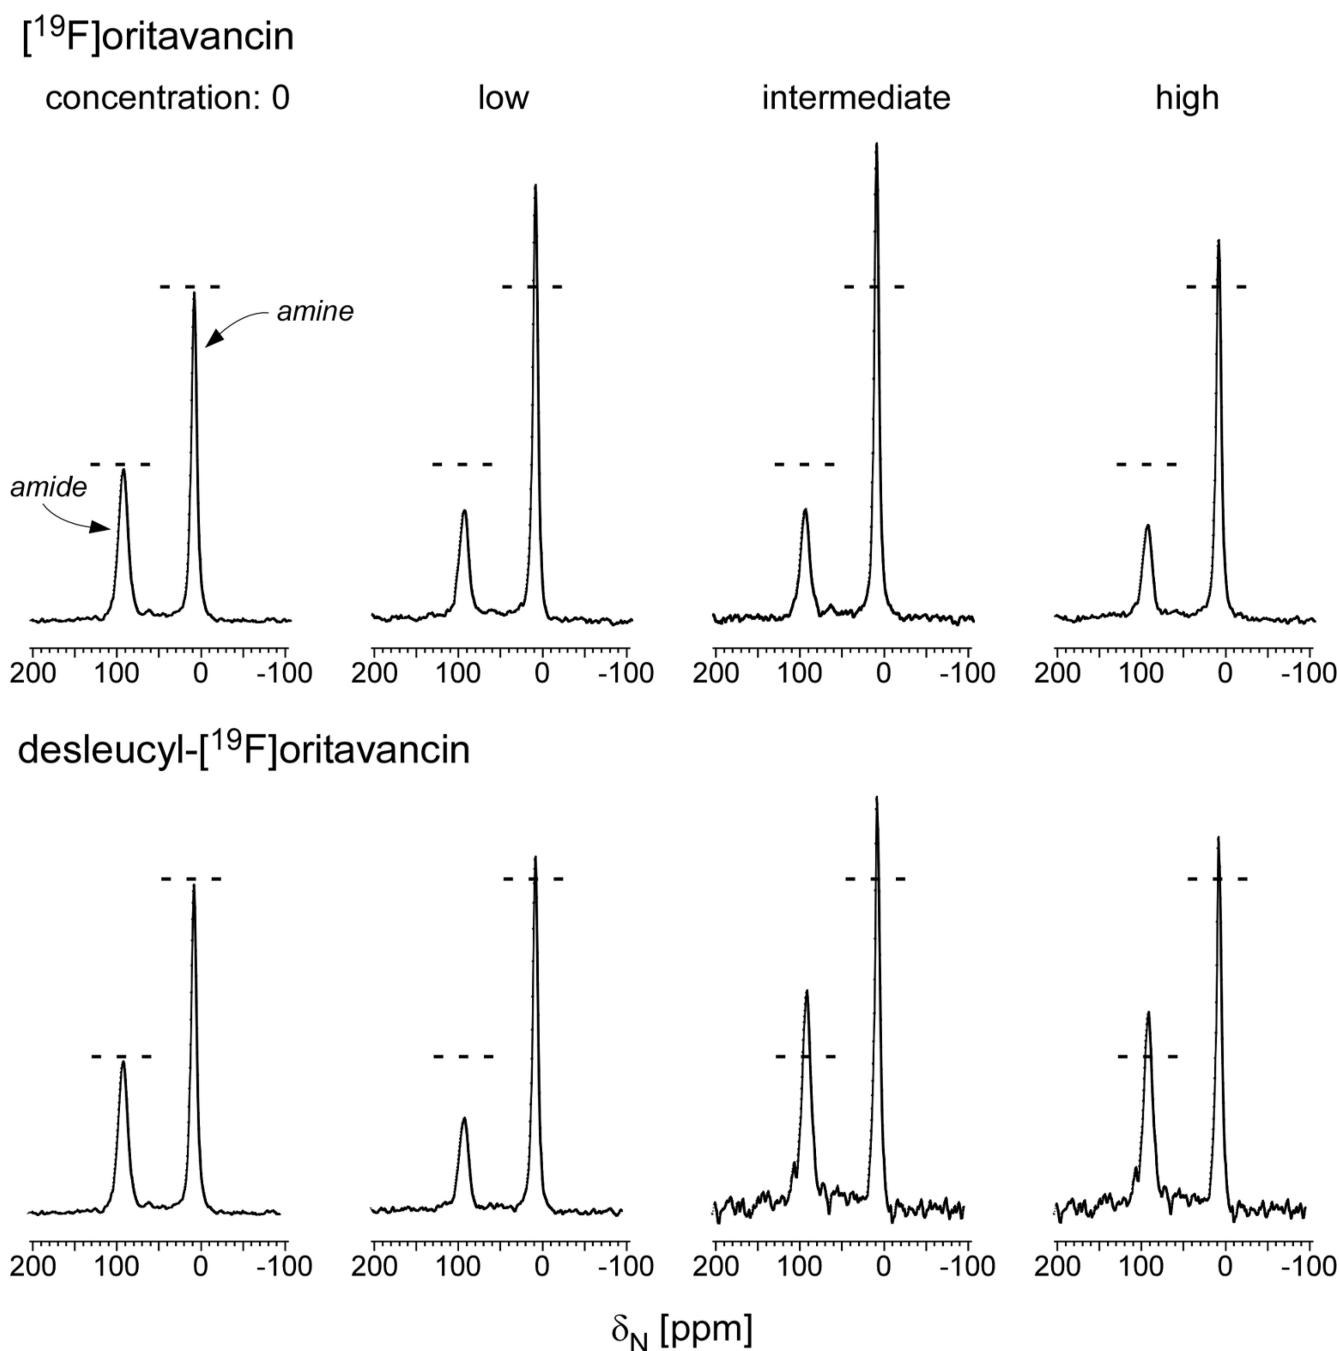 [¹⁹F]oritavancin
concentration: 0 low intermediate high
amine
amide
200 100 0 -100 200 100 0 -100 200 100 0 -100 200 100 0 -100
desleucyl-[¹⁹F]oritavancin
200 100 0 -100 200 100 0 -100 200 100 0 -100 200 100 0 -100
δN [ppm]